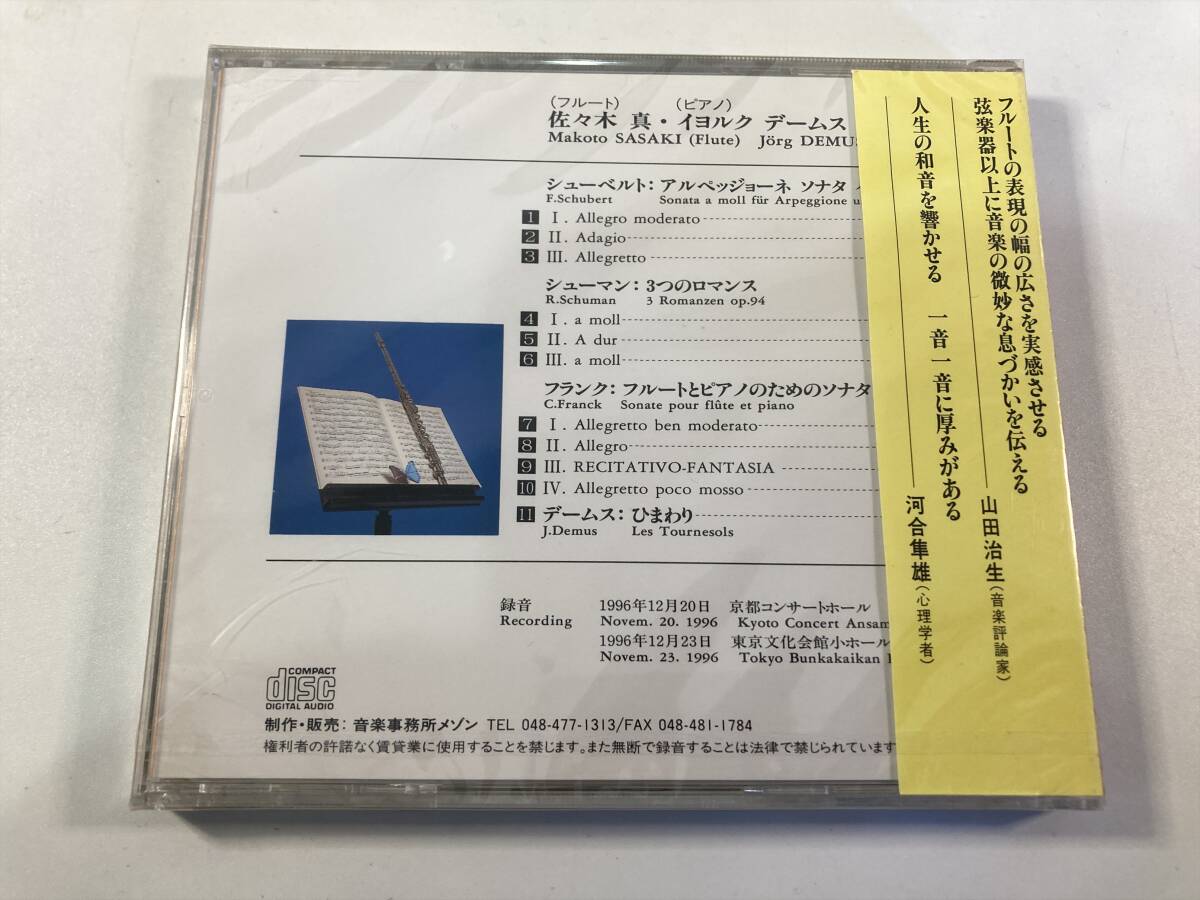 (フルート) (ピアノ)
佐々木 真・イヨルク デームス
Makoto SASAKI (Flute) Jörg DEMUS
シューベルト: アルペッジョーネ ソナタ
F.Schubert Sonata a moll für Arpeggione
1 I. Allegro moderato
2 II. Adagio
3 III. Allegretto
シューマン: 3つのロマンス
R.Schuman 3 Romanzen op.94
4 I. a moll
5 II. A dur
6 III. a moll
フランク: フルートとピアノのためのソナタ
C.Franck Sonate pour flûte et piano
7 I. Allegretto ben moderato
8 II. Allegro
9 III. RECITATIVO-FANTASIA
10 IV. Allegretto poco mosso
11 デームス: ひまわり
J.Demus Les Tournesols
録音 1996年12月20日 京都コンサートホール
Recording Novem. 20. 1996 Kyoto Concert
1996年12月23日 東京文化会館小ホール
Novem. 23. 1996 Tokyo Bunkakaikan
COMPACT
disc
DIGITAL AUDIO
制作・販売: 音楽事務所メゾン TEL 048-477-1313/FAX 048-481-1784
権利者の許諾なく賃貸業に使用することを禁じます。また無断で録音することは法律で禁じられています
フルートの表現の幅の広さを実感させる
弦楽器以上に音楽の微妙な息づかいを伝える
山田治生(音楽評論家)
人生の和音を響かせる 一音一音に厚みがある
河合隼雄(心理学者)